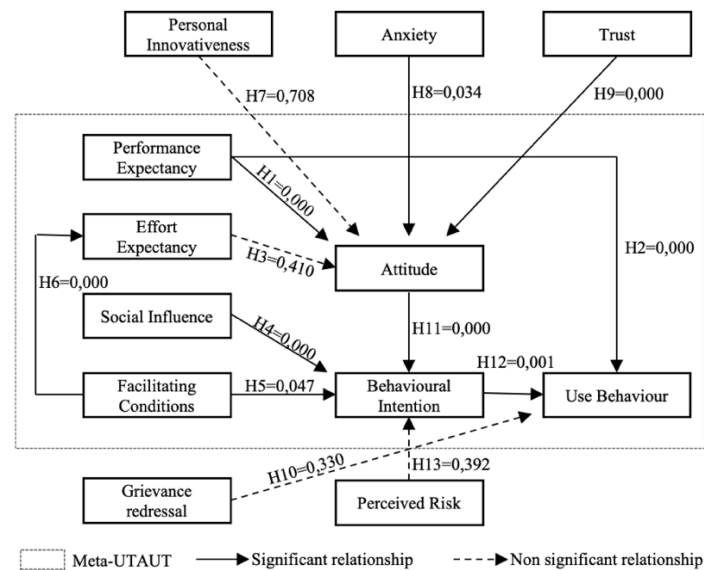 Personal
Innovativeness
Anxiety
Trust
H7=0,708
H8=0,034
H9=0,000
Performance
Expectancy
H1=0,000
Effort
Expectancy
H3=0,410
Attitude
H2=0,000
H6=0,000
Social Influence
H4=0,000
H11=0,000
Facilitating
Conditions
H5=0,047
Behavioural
Intention
H12=0,001
Use Behaviour
H10=0,330
H13=0,392
Grievance
redressal
Perceived Risk
Meta-UTAUT
Significant relationship
Non significant relationship